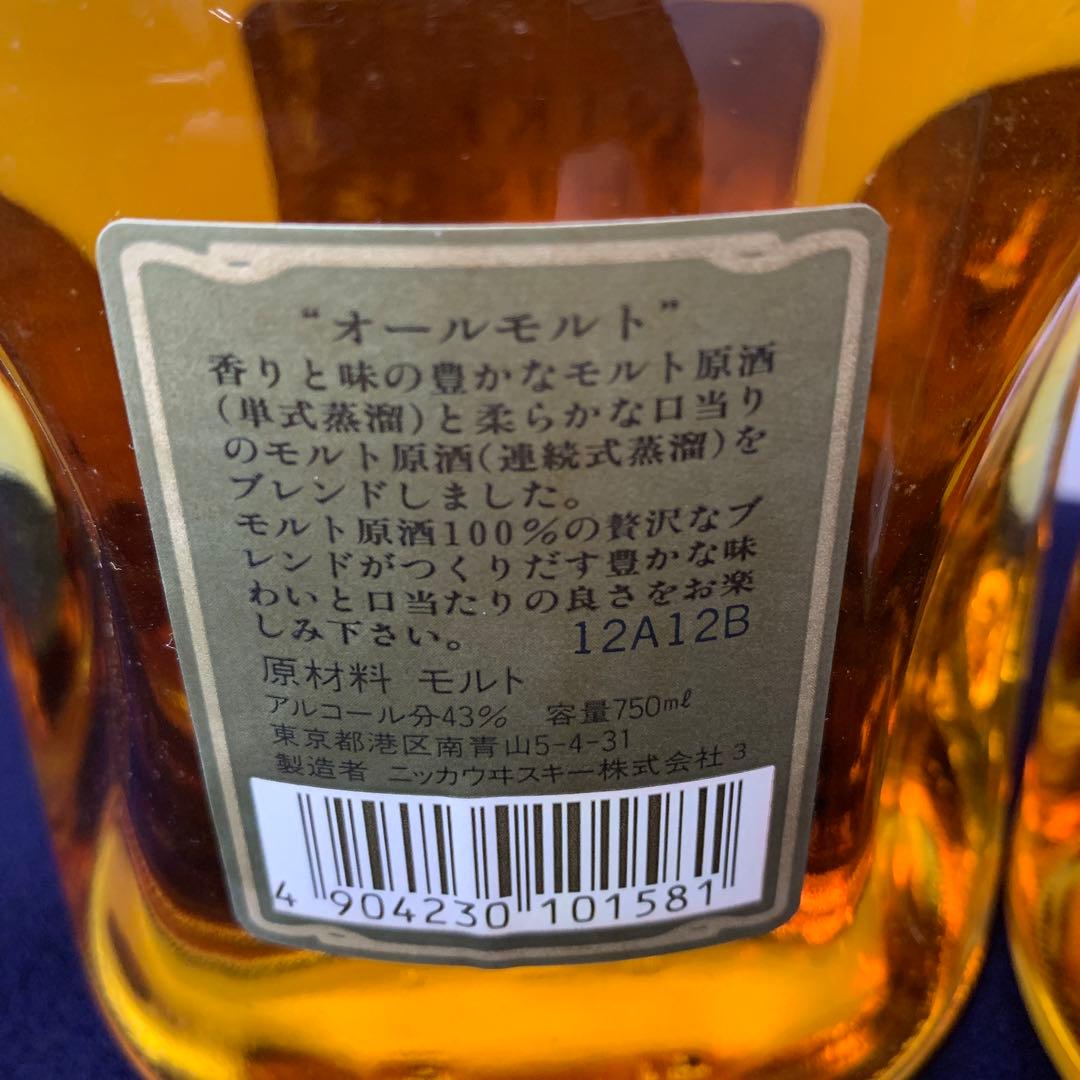 “オールモルト”
香りと味の豊かなモルト原酒
(単式蒸溜)と柔らかな口当り
のモルト原酒(連続式蒸溜)を
ブレンドしました。
モルト原酒100%の贅沢なブ
レンドがつくりだす豊かな味
わいと口当たりの良さをお楽
しみ下さい。 12A12B
原材料 モルト
アルコール分43% 容量750mℓ
東京都港区南青山5-4-31
製造者 ニッカウヰスキー株式会社 3
4 904230 101581